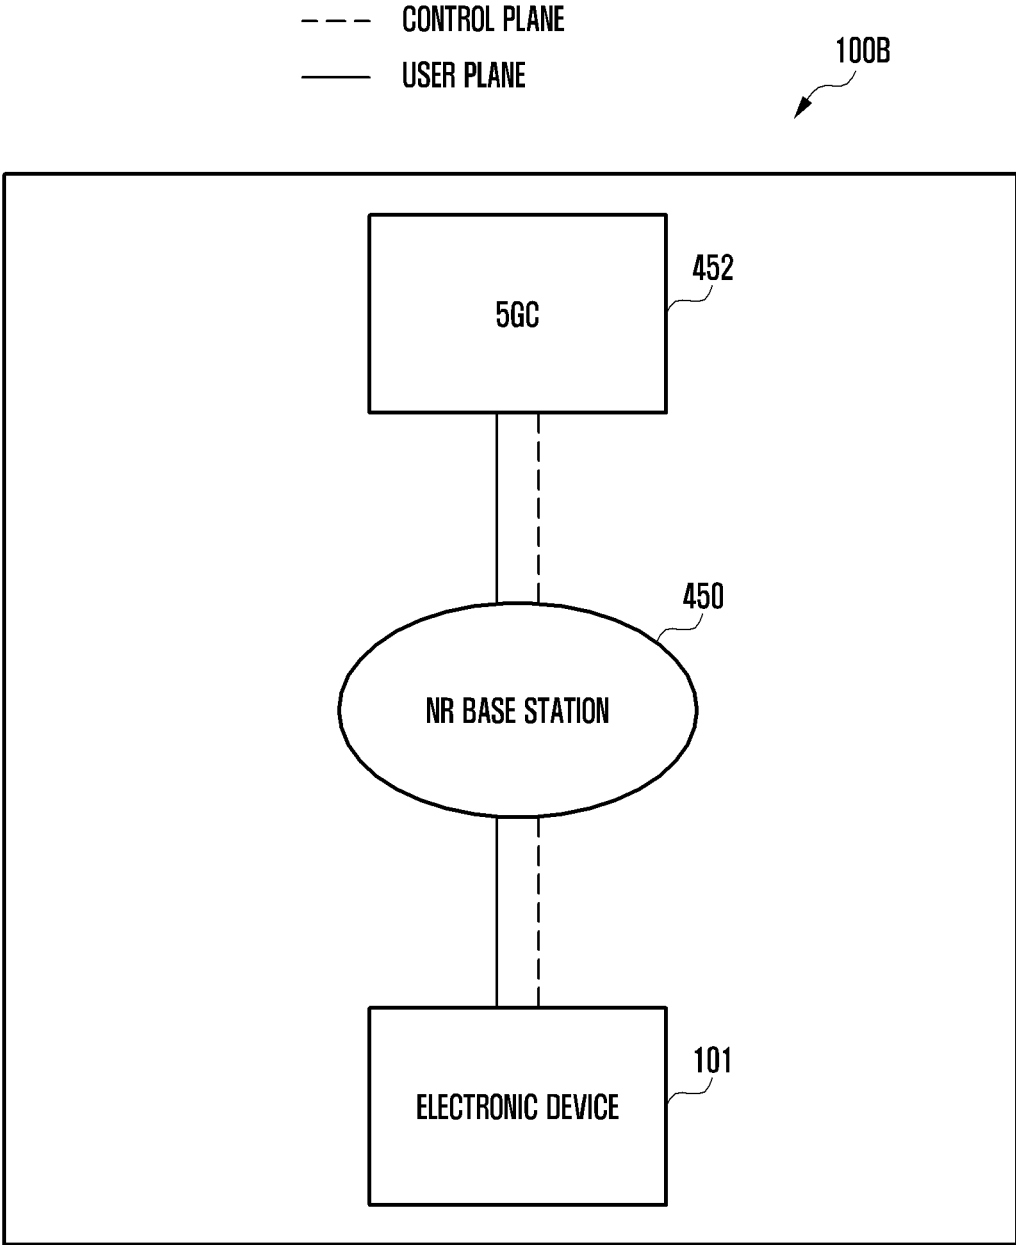 CONTROL PLANE
USER PLANE
100B
5GC
452
450
NR BASE STATION
101
ELECTRONIC DEVICE